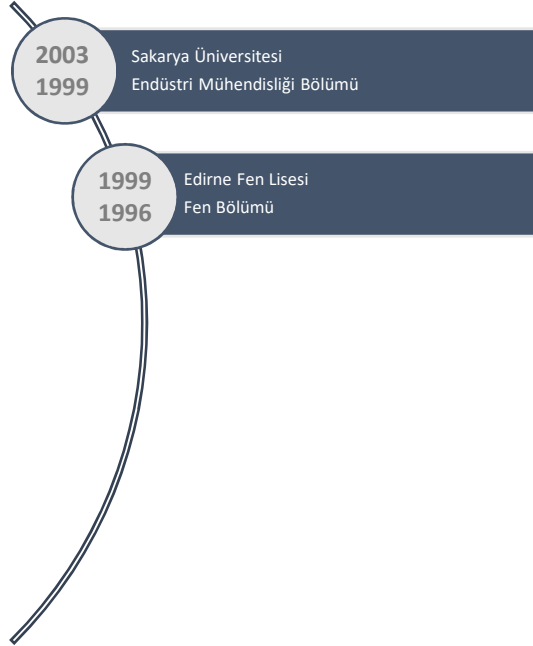 2003
1999
Sakarya Üniversitesi
Endüstri Mühendisliği Bölümü
1999
1996
Edirne Fen Lisesi
Fen Bölümü